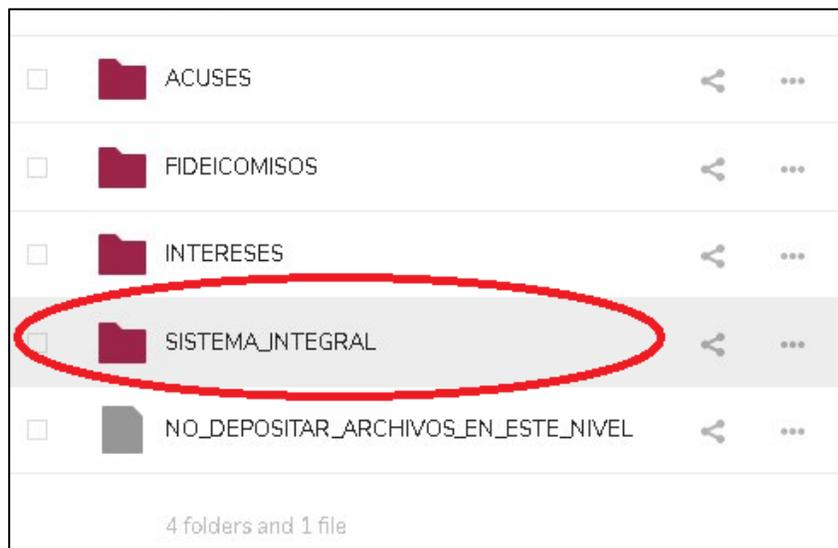 ACUSES
FIDEICOMISOS
INTERESES
SISTEMA_INTEGRAL
NO_DEPOSITAR_ARCHIVOS_EN_ESTE_NIVEL
4 folders and 1 file